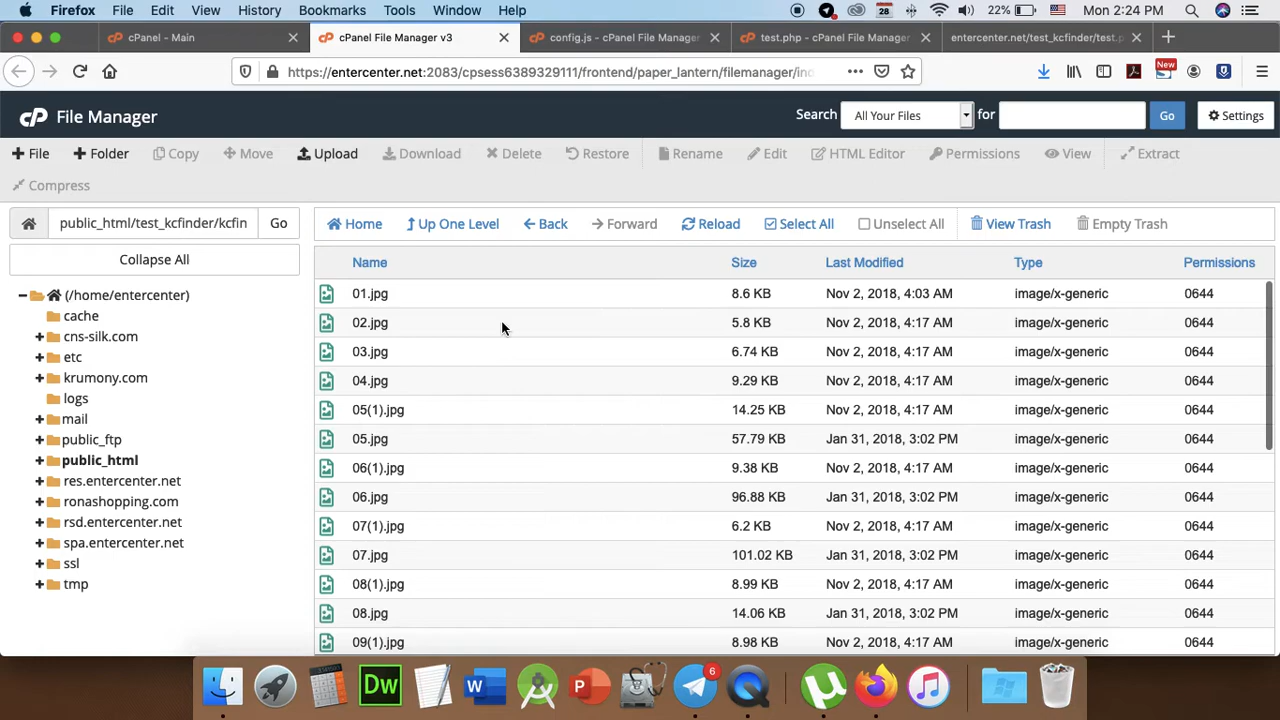 Firefox File Edit View History Bookmarks Tools Window Help 28 22% Mon 2:24 PM
cP cPanel - Main cP cPanel File Manager v3 cP config.js - cPanel File Manager cP test.php - cPanel File Manager entercenter.net/test_kcfinder/test.p
https://entercenter.net:2083/cpsess6389329111/frontend/paper_lantern/filemanager/ind New
cP File Manager Search All Your Files for Go Settings
File Folder Copy Move Upload Download Delete Restore Rename Edit HTML Editor Permissions View Extract
Compress
public_html/test_kcfinder/kcfin Go Home Up One Level Back Forward Reload Select All Unselect All View Trash Empty Trash
Collapse All
Name Size Last Modified Type Permissions
(/home/entercenter)
cache
cns-silk.com
etc
krumony.com
logs
mail
public_ftp
public_html
res.entercenter.net
ronashopping.com
rsd.entercenter.net
spa.entercenter.net
ssl
tmp
01.jpg 8.6 KB Nov 2, 2018, 4:03 AM image/x-generic 0644
02.jpg 5.8 KB Nov 2, 2018, 4:17 AM image/x-generic 0644
03.jpg 6.74 KB Nov 2, 2018, 4:17 AM image/x-generic 0644
04.jpg 9.29 KB Nov 2, 2018, 4:17 AM image/x-generic 0644
05(1).jpg 14.25 KB Nov 2, 2018, 4:17 AM image/x-generic 0644
05.jpg 57.79 KB Jan 31, 2018, 3:02 PM image/x-generic 0644
06(1).jpg 9.38 KB Nov 2, 2018, 4:17 AM image/x-generic 0644
06.jpg 96.88 KB Jan 31, 2018, 3:02 PM image/x-generic 0644
07(1).jpg 6.2 KB Nov 2, 2018, 4:17 AM image/x-generic 0644
07.jpg 101.02 KB Jan 31, 2018, 3:02 PM image/x-generic 0644
08(1).jpg 8.99 KB Nov 2, 2018, 4:17 AM image/x-generic 0644
08.jpg 14.06 KB Jan 31, 2018, 3:02 PM image/x-generic 0644
09(1).jpg 8.98 KB Nov 2, 2018, 4:17 AM image/x-generic 0644
Dw W P 6